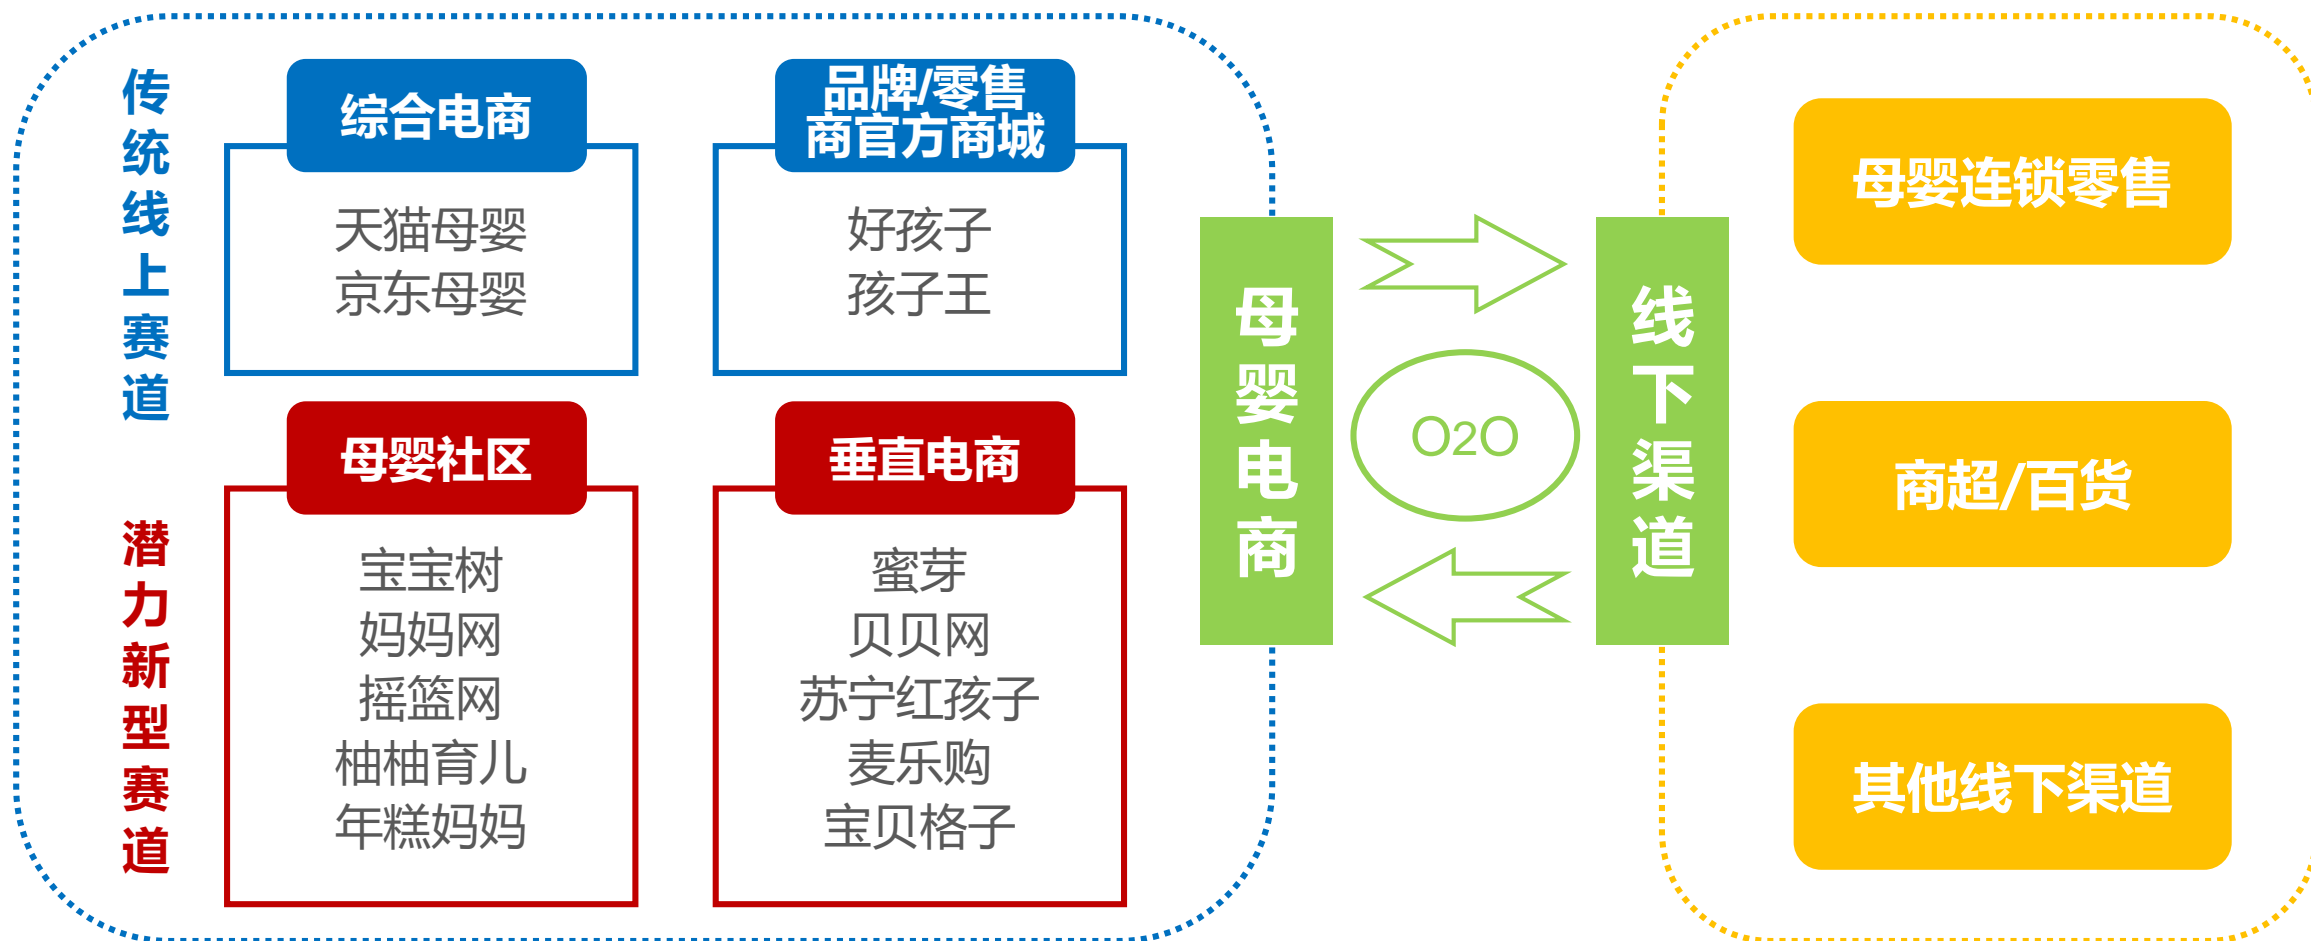 传统线上赛道
综合电商
天猫母婴
京东母婴
品牌/零售
商官方商城
好孩子
孩子王
潜力新型赛道
母婴社区
宝宝树
妈妈网
摇篮网
柚柚育儿
年糕妈妈
垂直电商
蜜芽
贝贝网
苏宁红孩子
麦乐购
宝贝格子
母婴电商
O2O
线下渠道
母婴连锁零售
商超/百货
其他线下渠道